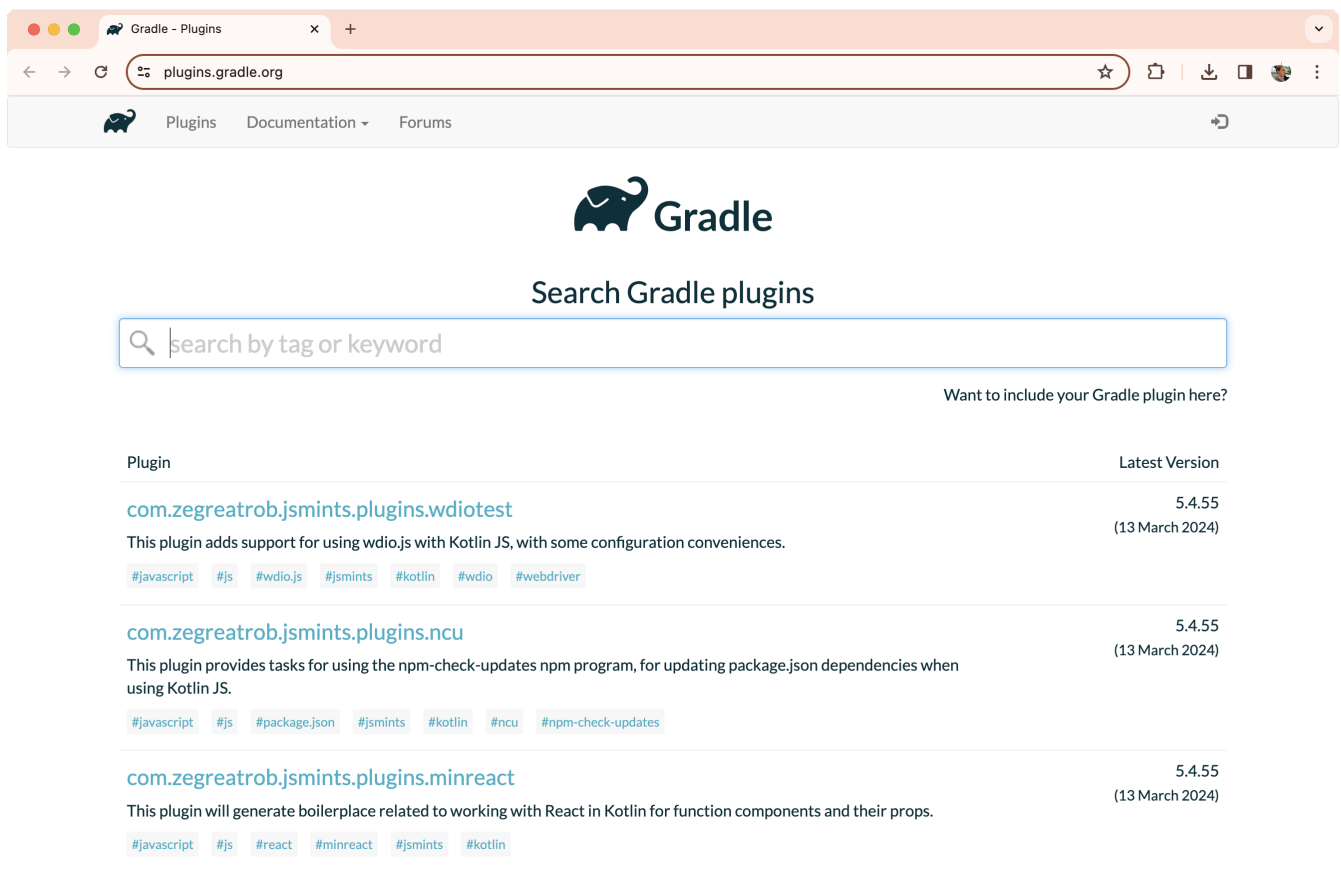 Gradle - Plugins
plugins.gradle.org
Plugins Documentation Forums
Gradle
Search Gradle plugins
search by tag or keyword
Want to include your Gradle plugin here?
Plugin Latest Version
com.zegreatrob.jsmints.plugins.wdiotest 5.4.55
(13 March 2024)
This plugin adds support for using wdio.js with Kotlin JS, with some configuration conveniences.
#javascript #js #wdio.js #jsmints #kotlin #wdio #webdriver
com.zegreatrob.jsmints.plugins.ncu 5.4.55
(13 March 2024)
This plugin provides tasks for using the npm-check-updates npm program, for updating package.json dependencies when
using Kotlin JS.
#javascript #js #package.json #jsmints #kotlin #ncu #npm-check-updates
com.zegreatrob.jsmints.plugins.minreact 5.4.55
(13 March 2024)
This plugin will generate boilerplace related to working with React in Kotlin for function components and their props.
#javascript #js #react #minreact #jsmints #kotlin